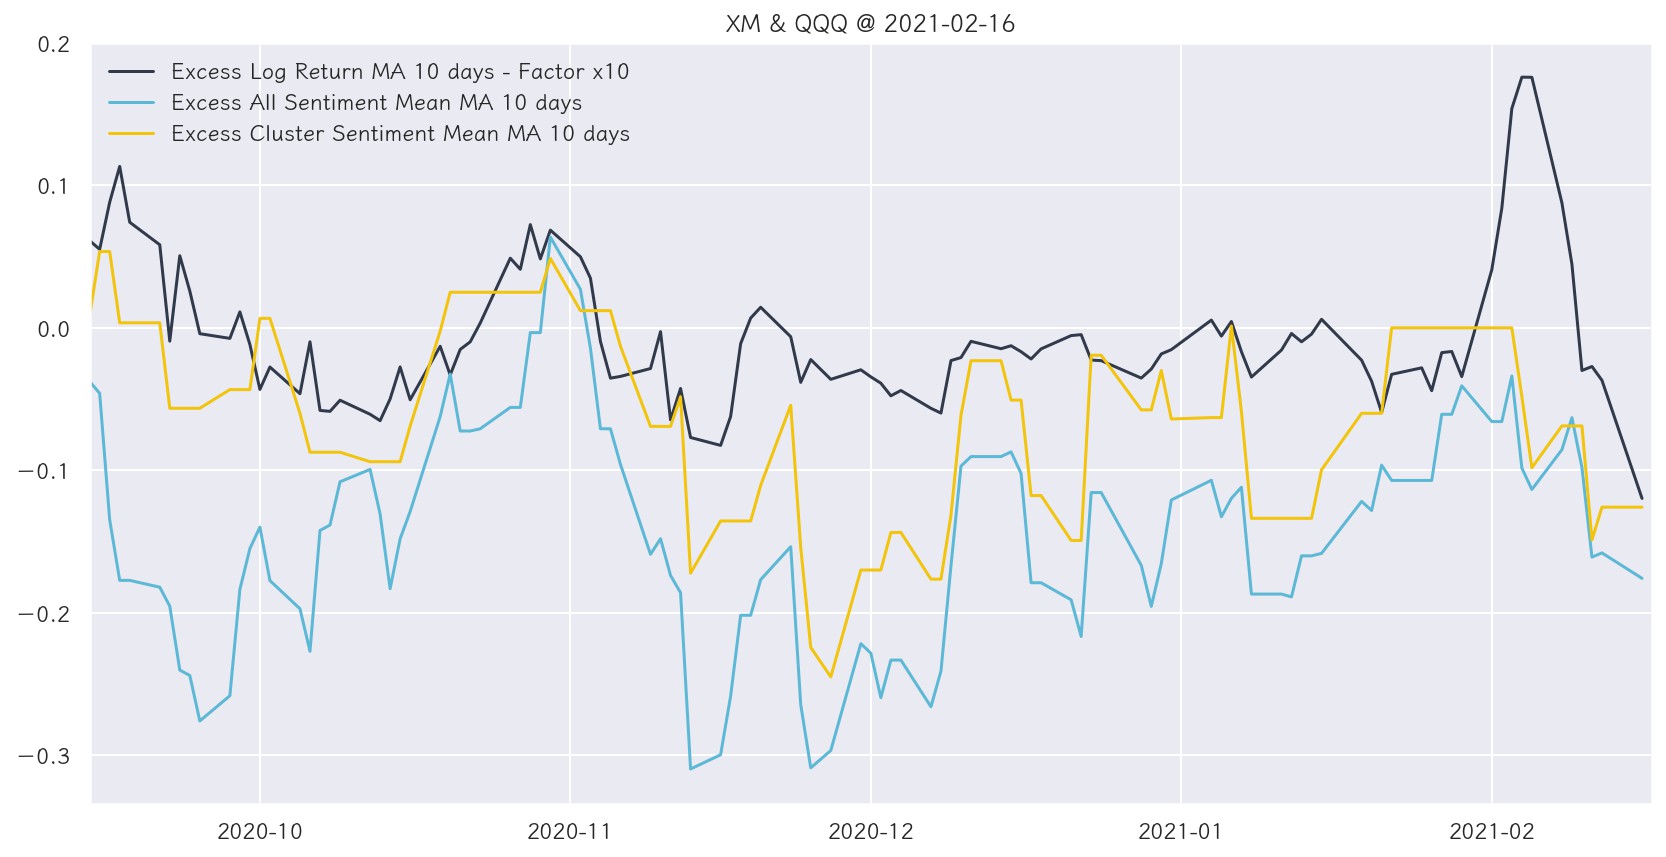 XM & QQQ @ 2021-02-16
0.2
0.1
0.0
−0.1
−0.2
−0.3
Excess Log Return MA 10 days - Factor x10
Excess All Sentiment Mean MA 10 days
Excess Cluster Sentiment Mean MA 10 days
2020-10
2020-11
2020-12
2021-01
2021-02